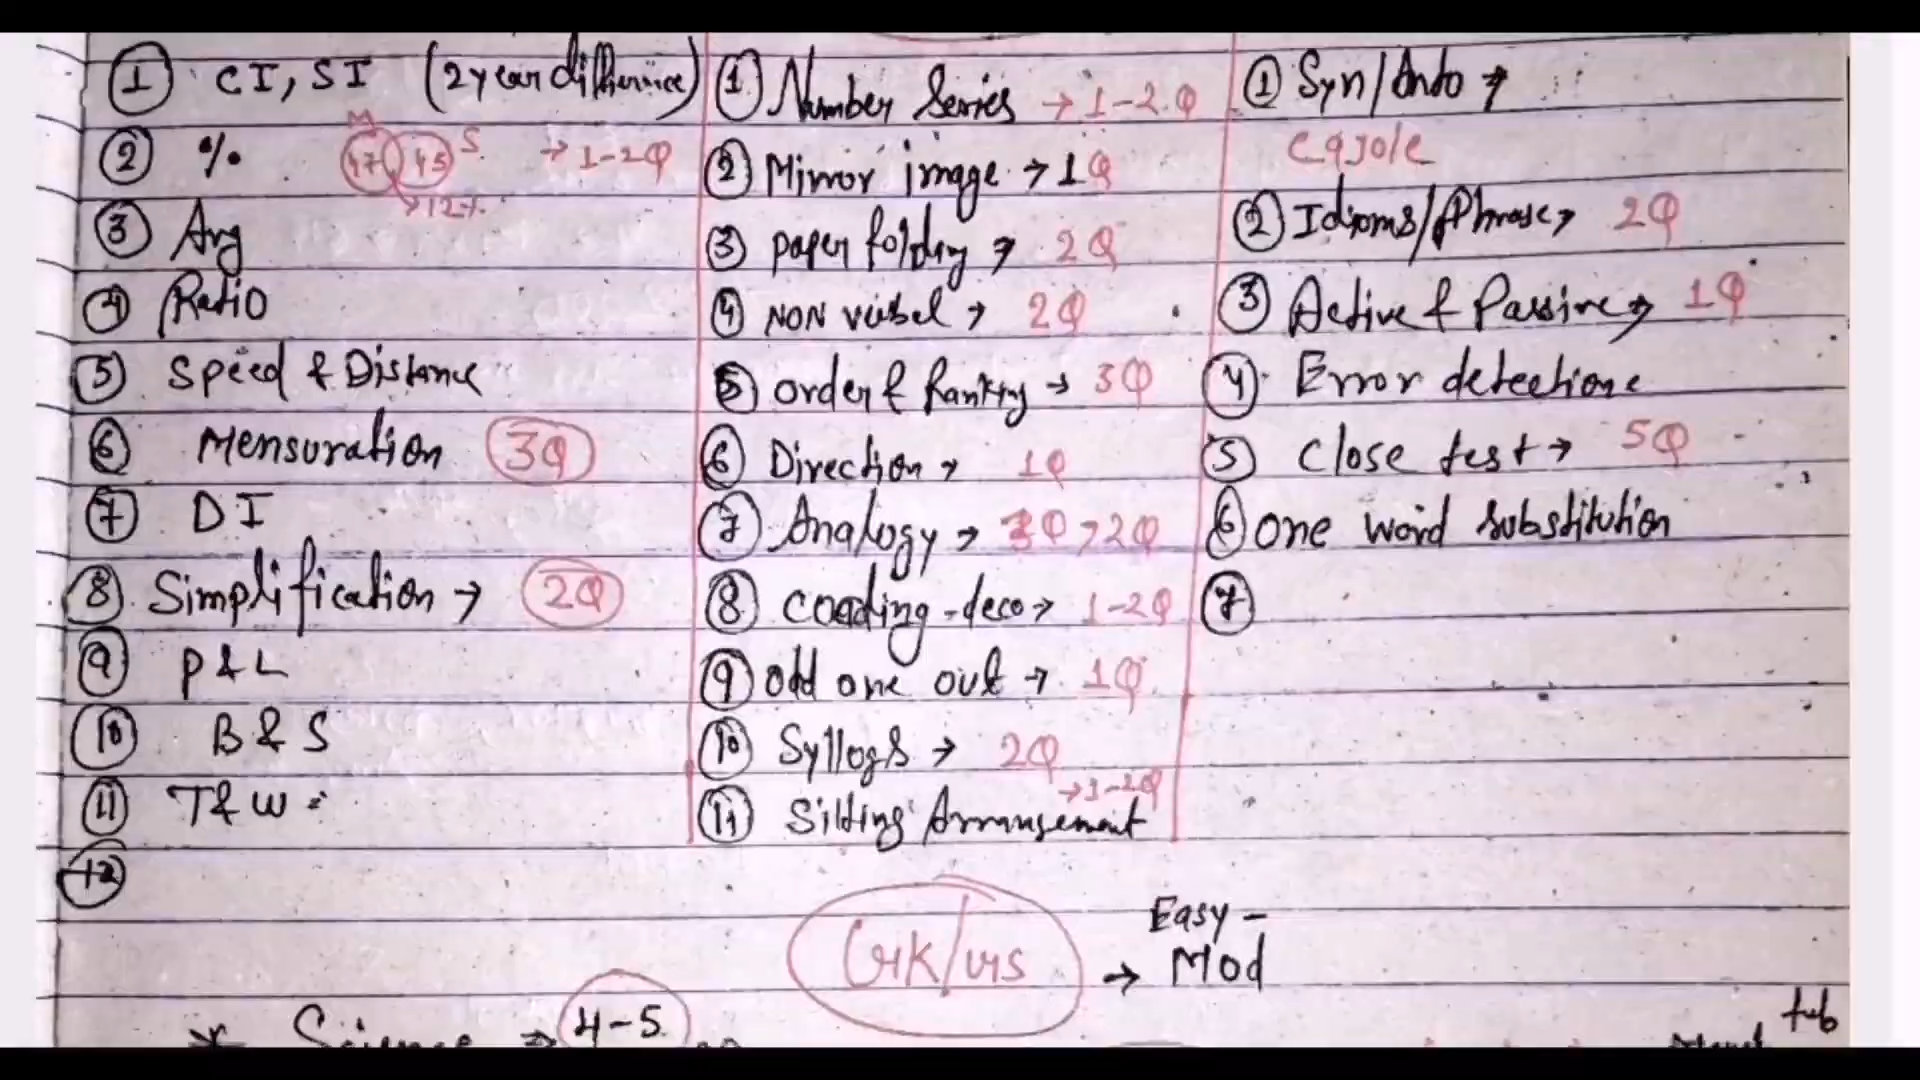 ① CI, SI (2 year difference)
② % M 47 45 S → 1-2Q
→ 12%
③ Avg
④ Ratio
⑤ Speed & Distance
⑥ Mensuration 3Q
⑦ DI
⑧ Simplification → 2Q
⑨ P & L
⑩ B & S
⑪ T & W
⑫
① Number Series → 1-2Q
② Mirror image → 1Q
③ paper folding → 2Q
④ NON verbal → 2Q
⑤ order & Ranking → 3Q
⑥ Direction → 1Q
⑦ Analogy → 3Q > 2Q
⑧ Coading-deco → 1-2Q
⑨ odd one out → 1Q
⑩ Syllogs → 2Q
→ 1-2Q
⑪ Sitting Arrangement
① Syn/Anto →
Cajole
② Idioms/Phrase → 2Q
③ Active & Passive → 1Q
④ Error detection
⑤ Close test → 5Q
⑥ one word substitution
⑦
GK/GS → Easy -
Mod
* Science → 4-5
feb